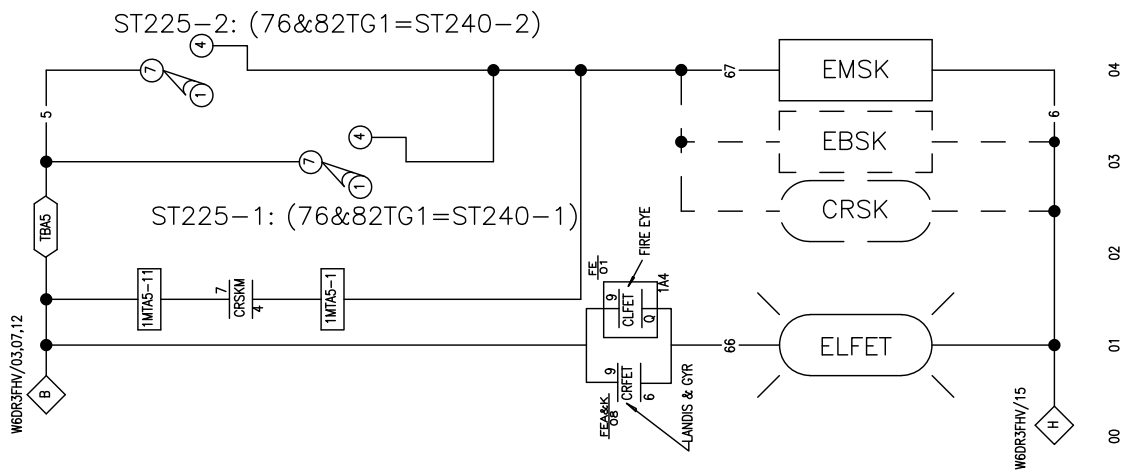 ST225-2: (76&82TG1=ST240-2)
4
7
1
5
67
EMSK
6
04
4
7
1
EBSK
03
CRSK
ST225-1: (76&82TG1=ST240-1)
TBA5
02
FIRE EYE
FE
01
1A4
1MTA5-11
7
CRSKM
4
1MTA5-1
9
CLFET
Q
W6DR3FHV/03,07,12
B
66
ELFET
01
9
CRFET
6
FEA&K
08
LANDIS & GYR
W6DR3FHV/15
H
00